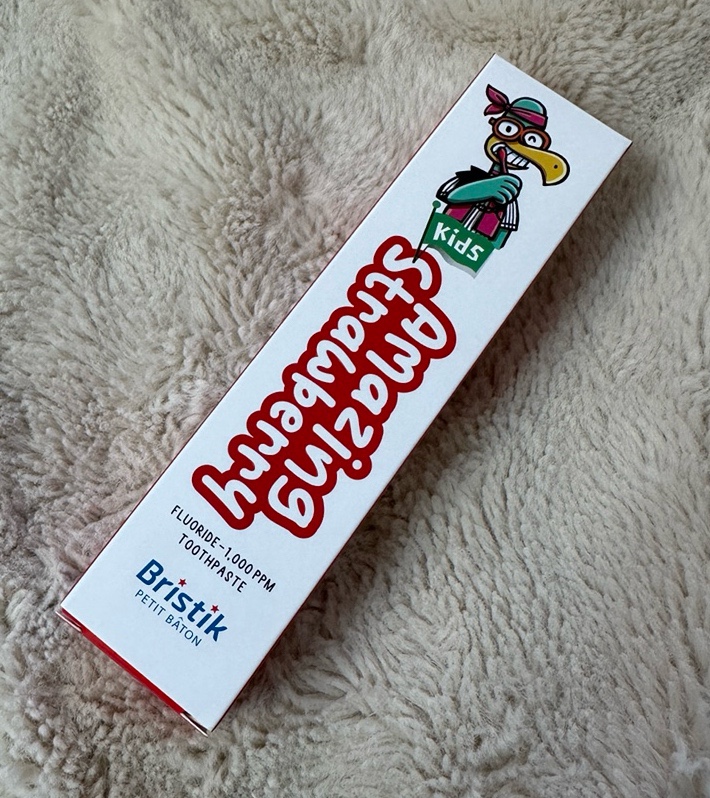 Kids
Amazing
Strawberry
FLUORIDE-1,000 PPM
TOOTHPASTE
Bristik
PETIT BÂTON